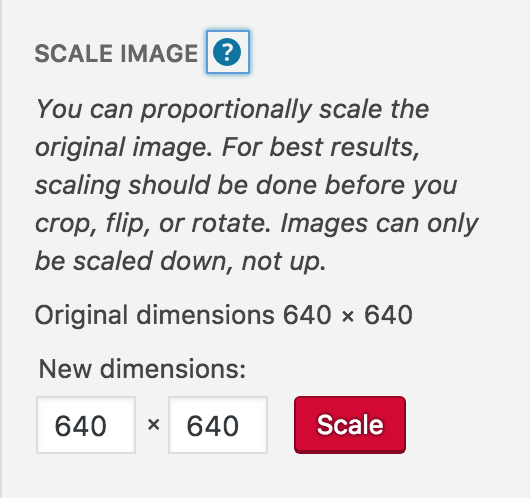 SCALE IMAGE ?
You can proportionally scale the
original image. For best results,
scaling should be done before you
crop, flip, or rotate. Images can only
be scaled down, not up.
Original dimensions 640 × 640
New dimensions:
640 × 640 Scale